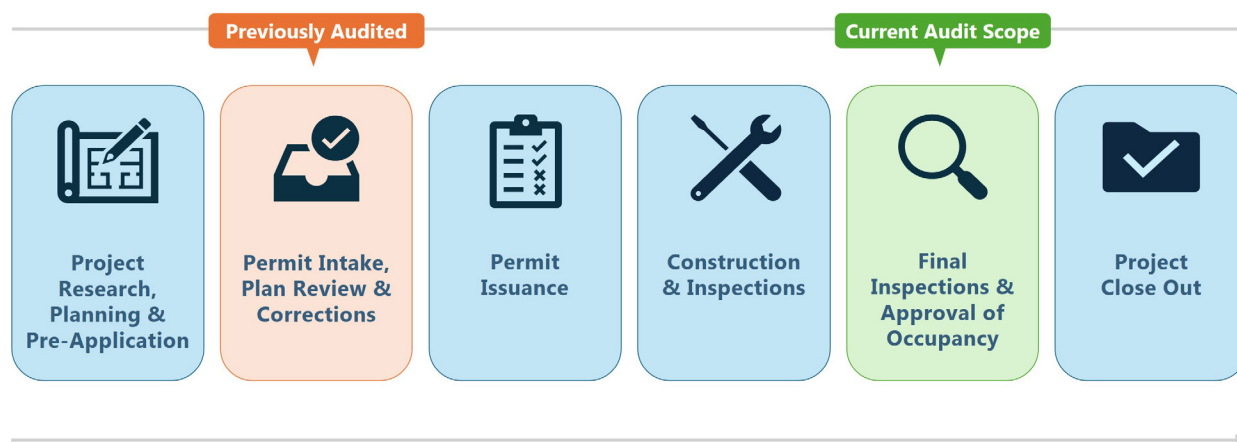 Previously Audited
Current Audit Scope
Project
Research,
Planning &
Pre-Application
Permit Intake,
Plan Review &
Corrections
Permit
Issuance
Construction
& Inspections
Final
Inspections &
Approval of
Occupancy
Project
Close Out